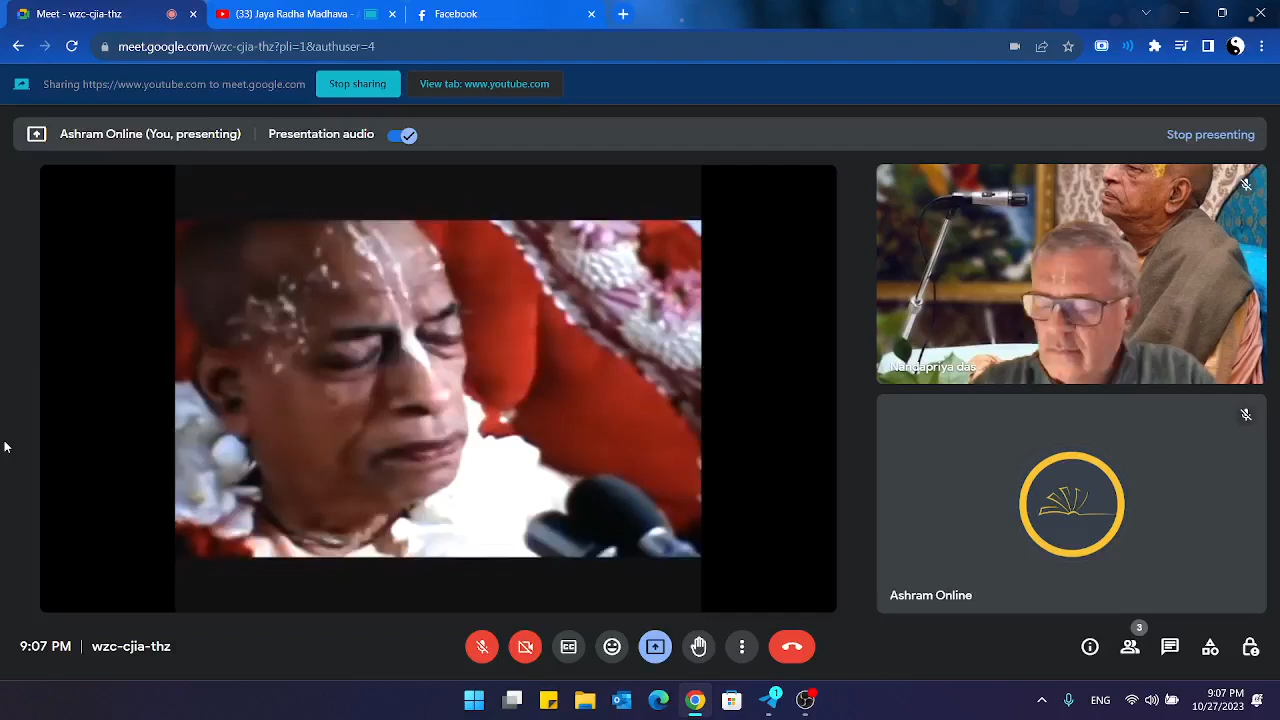 Meet - wzc-cjia-thz
(33) Jaya Radha Madhava -
Facebook
meet.google.com/wzc-cjia-thz?pli=1&authuser=4
Sharing https://www.youtube.com to meet.google.com
Stop sharing
View tab: www.youtube.com
Ashram Online (You, presenting)
Presentation audio
Stop presenting
Nandapriya das
Ashram Online
9:07 PM
wzc-cjia-thz
CC
3
1
ENG
9:07 PM
10/27/2023